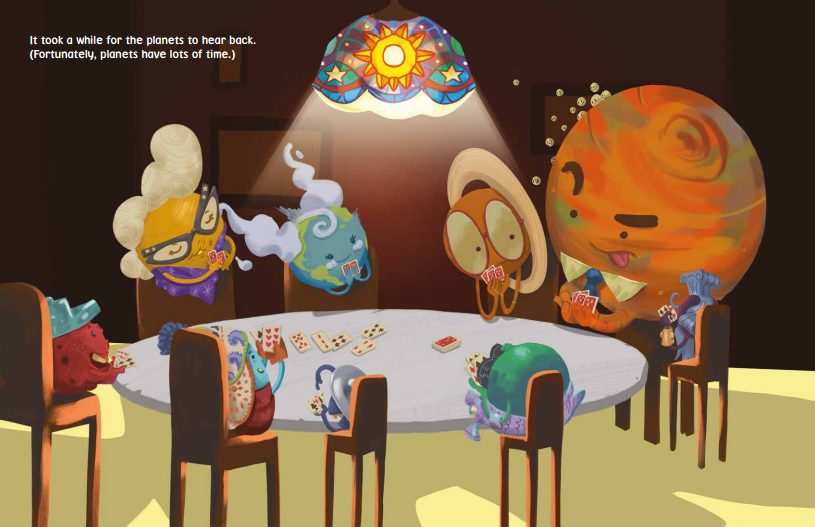 It took a while for the planets to hear back.
(Fortunately, planets have lots of time.)